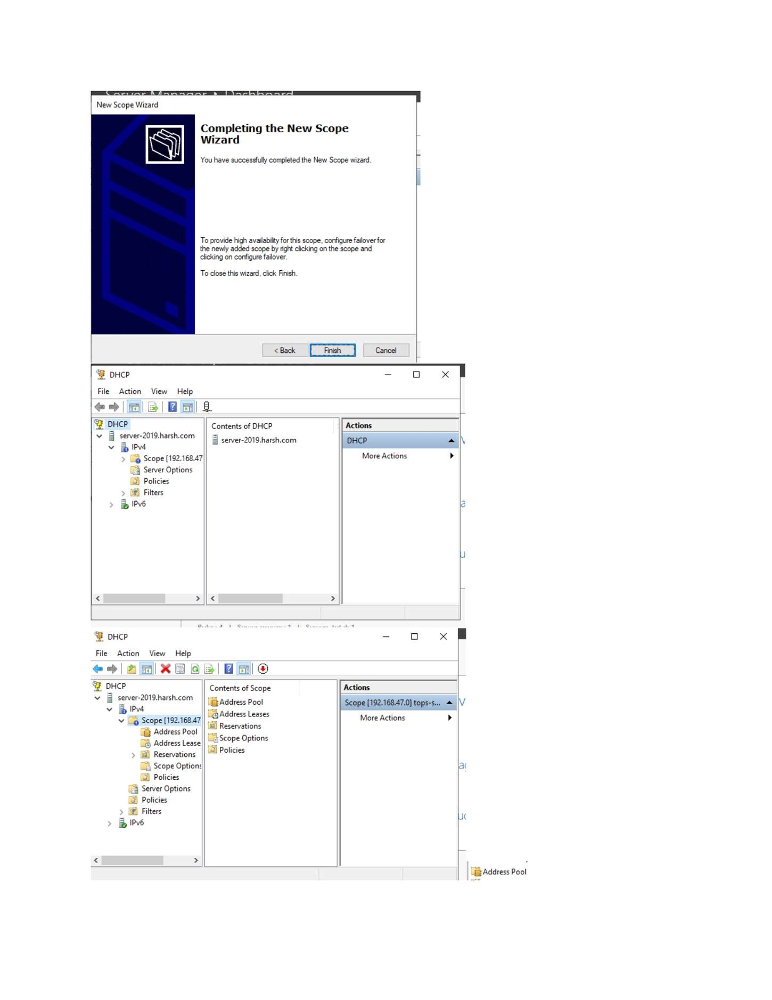 Server Manager ▸ Dashboard
New Scope Wizard
Completing the New Scope
Wizard
You have successfully completed the New Scope wizard.
To provide high availability for this scope, configure failover for
the newly added scope by right clicking on the scope and
clicking on configure failover.
To close this wizard, click Finish.
< Back Finish Cancel
DHCP
File Action View Help
DHCP
server-2019.harsh.com
IPv4
Scope [192.168.47
Server Options
Policies
Filters
IPv6
Contents of DHCP
server-2019.harsh.com
Actions
DHCP
More Actions
DHCP
File Action View Help
DHCP
server-2019.harsh.com
IPv4
Scope [192.168.47
Address Pool
Address Lease
Reservations
Scope Options
Policies
Server Options
Policies
Filters
IPv6
Contents of Scope
Address Pool
Address Leases
Reservations
Scope Options
Policies
Actions
Scope [192.168.47.0] tops-s...
More Actions
Address Pool